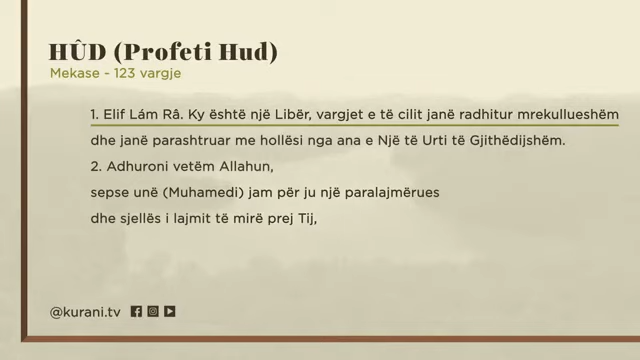 HÛD (Profeti Hud)
Mekase - 123 vargje
1. Elif Lám Râ. Ky është një Libër, vargjet e të cilit janë radhitur mrekullueshëm
dhe janë parashtruar me hollësi nga ana e Një të Urti të Gjithëdijshëm.
2. Adhuroni vetëm Allahun,
sepse unë (Muhamedi) jam për ju një paralajmërues
dhe sjellës i lajmit të mirë prej Tij,
@kurani.tv